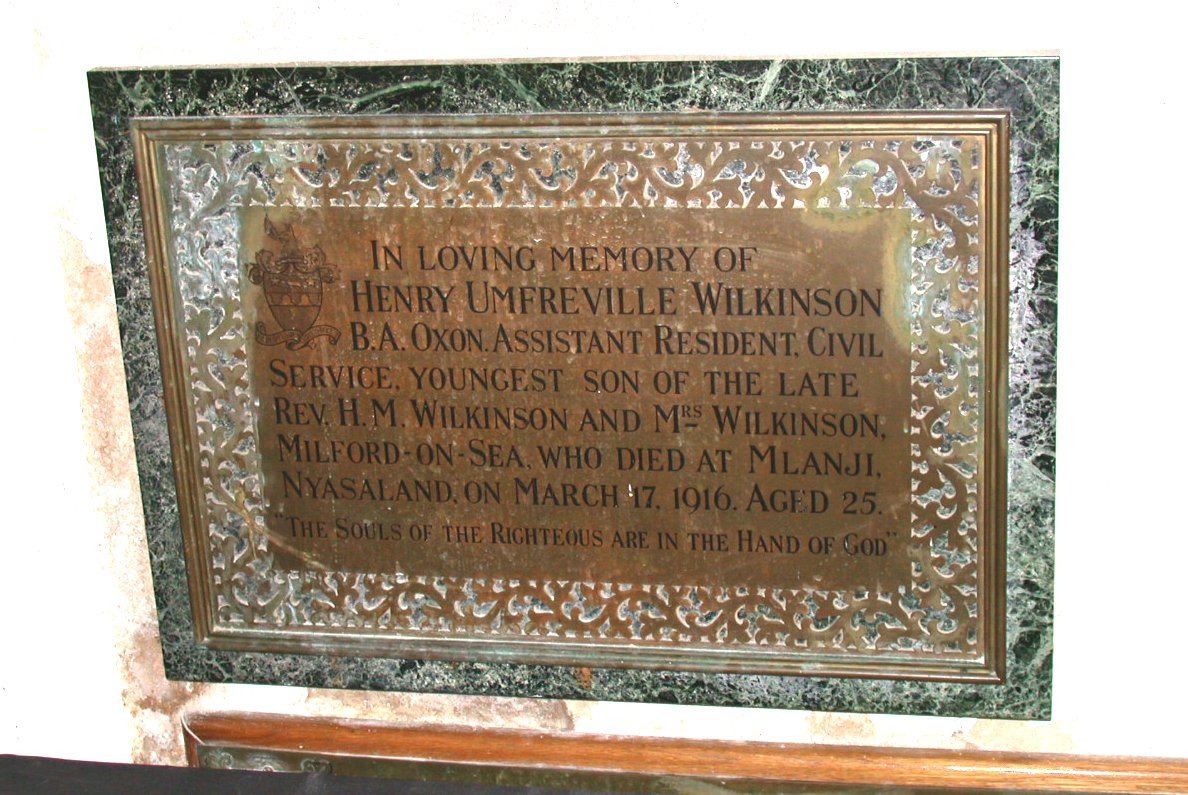 In loving memory of
Henry Umfreville Wilkinson
B.A. Oxon. Assistant Resident, Civil
Service, youngest son of the late
Rev. H. M. Wilkinson and Mrs Wilkinson,
Milford-on-Sea, who died at Mlanji,
Nyasaland, on March 17, 1916. Aged 25.
"The Souls of the Righteous are in the Hand of God"